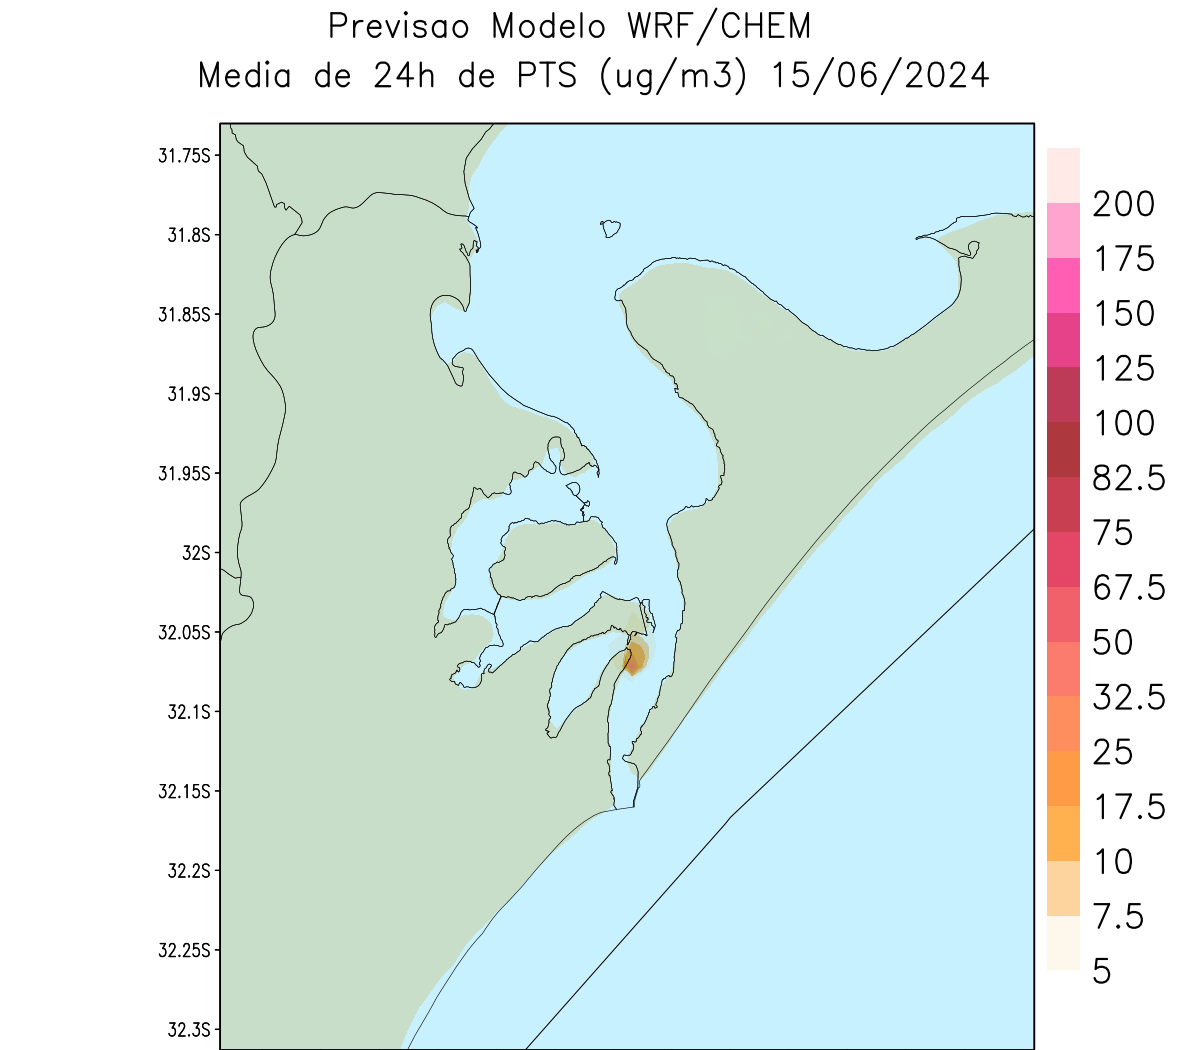 Previsao Modelo WRF/CHEM
Media de 24h de PTS (ug/m3) 15/06/2024
31.75S
31.8S
31.85S
31.9S
31.95S
32S
32.05S
32.1S
32.15S
32.2S
32.25S
32.3S
200
175
150
125
100
82.5
75
67.5
50
32.5
25
17.5
10
7.5
5